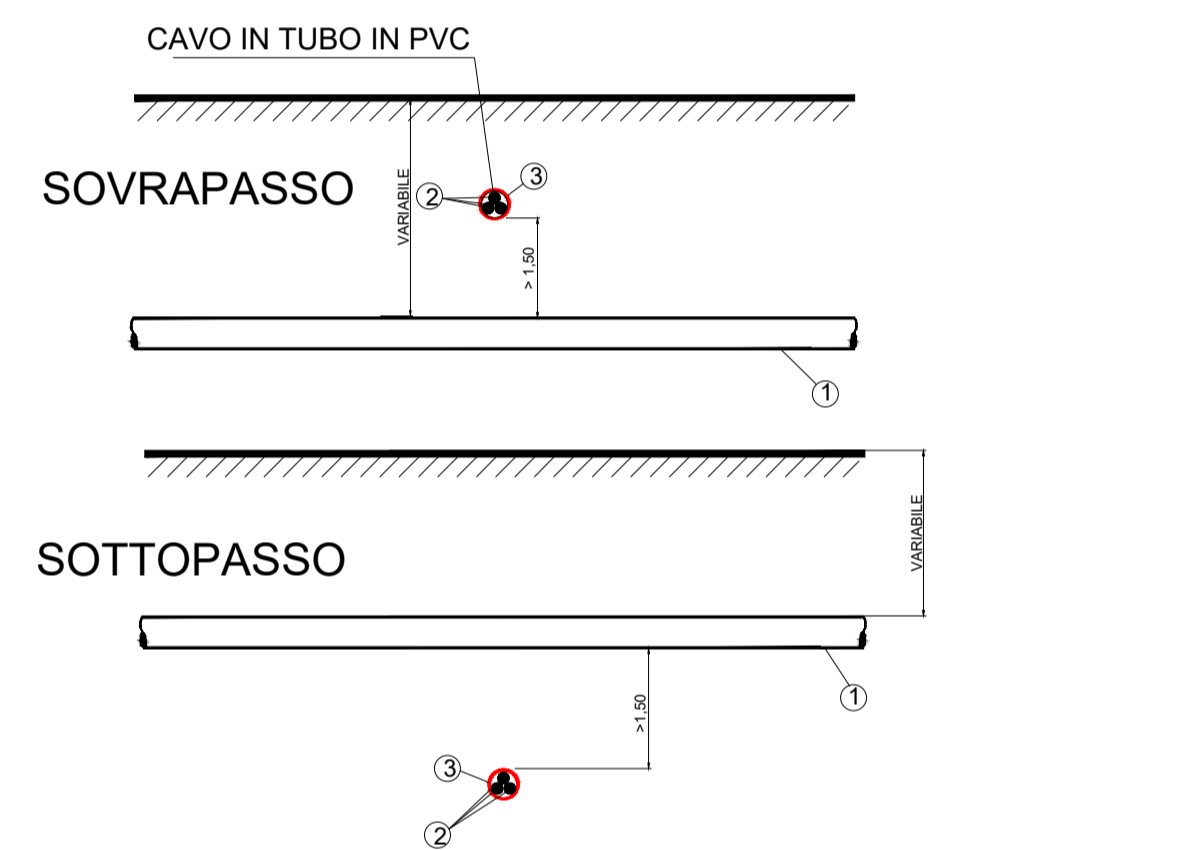 CAVO IN TUBO IN PVC
SOVRAPASSO
VARIABILE
2
3
> 1,50
1
SOTTOPASSO
VARIABILE
>1,50
1
3
2